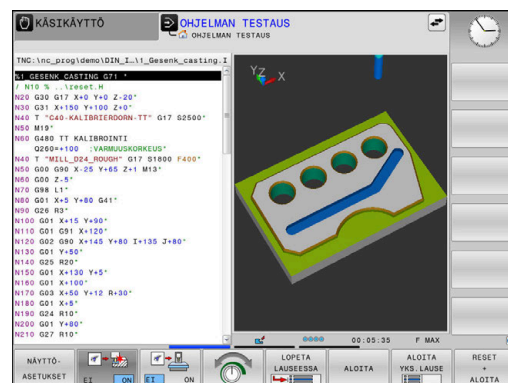 KÄSIKÄYTTÖ
OHJELMAN TESTAUS
OHJELMAN TESTAUS
TNC:\nc_prog\demo\DIN_I…\1_Gesenk_casting.I
%1_GESENK_CASTING G71 *
/ N10 % ..\reset.H
N20 G30 G17 X+0 Y+0 Z-20*
N30 G31 X+150 Y+100 Z+0*
N40 T "C40-KALIBRIERDORN-TT" G17 S2500*
N50 M19*
N60 G480 TT KALIBROINTI
Q260=+100 ;VARMUUSKORKEUS*
N40 T "MILL_D24_ROUGH" G17 S1800 F400*
N50 G00 G90 X-25 Y+65 Z+1 M13*
N60 G00 Z-5*
N70 G98 L1*
N80 G01 X+5 Y+80 G41*
N90 G26 R3*
N100 G01 X+15 Y+90*
N110 G01 G91 X+120*
N120 G02 G90 X+145 Y+80 I+135 J+80*
N130 G01 Y+50*
N140 G25 R20*
N150 G01 X+130 Y+5*
N160 G01 X+100*
N170 G03 X+50 Y+12 R+30*
N180 G01 X+5*
N190 G24 R10*
N200 G01 Y+80*
N210 G27 R10*
Y Z X
00:05:35 F MAX
NÄYTTÖ-
ASETUKSET
EI ON
EI ON
LOPETA
LAUSEESSA
ALOITA
ALOITA
YKS.LAUSE
RESET
+
ALOITA